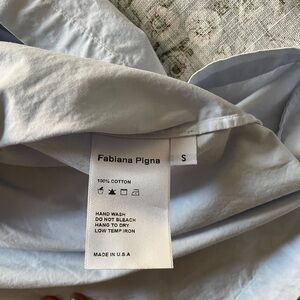 Fabiana Pigna
S
100% COTTON
HAND WASH
DO NOT BLEACH
HANG TO DRY
LOW TEMP IRON
MADE IN U.S.A